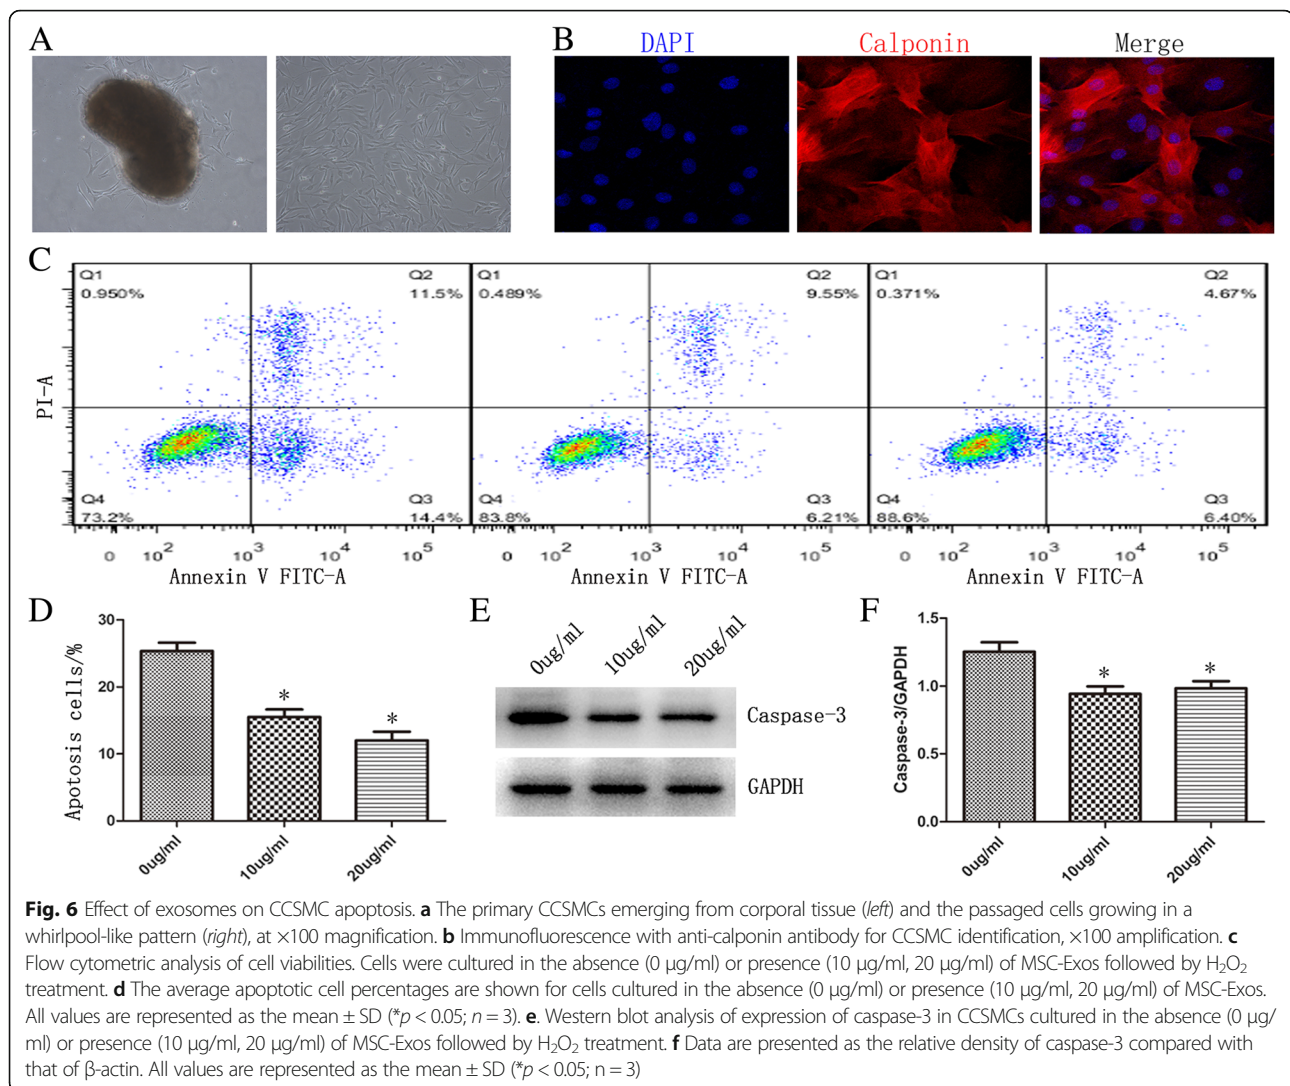 A
B
DAPI
Calponin
Merge
C
Q1
0.950%
Q2
11.5%
Q4
73.2%
Q3
14.4%
Q1
0.489%
Q2
9.55%
Q4
83.8%
Q3
6.21%
Q1
0.371%
Q2
4.67%
Q4
88.6%
Q3
6.40%
PI-A
0 10² 10³ 10⁴ 10⁵
0 10² 10³ 10⁴ 10⁵
0 10² 10³ 10⁴ 10⁵
Annexin V FITC-A
Annexin V FITC-A
Annexin V FITC-A
D
Apotosis cells/%
30
20
10
0
*
*
0ug/ml
10ug/ml
20ug/ml
E
0ug/ml
10ug/ml
20ug/ml
Caspase-3
GAPDH
F
Caspase-3/GAPDH
1.5
1.0
0.5
0.0
*
*
0ug/ml
10ug/ml
20ug/ml
Fig. 6 Effect of exosomes on CCSMC apoptosis. a The primary CCSMCs emerging from corporal tissue (left) and the passaged cells growing in a
whirlpool-like pattern (right), at ×100 magnification. b Immunofluorescence with anti-calponin antibody for CCSMC identification, ×100 amplification. c
Flow cytometric analysis of cell viabilities. Cells were cultured in the absence (0 μg/ml) or presence (10 μg/ml, 20 μg/ml) of MSC-Exos followed by H₂O₂
treatment. d The average apoptotic cell percentages are shown for cells cultured in the absence (0 μg/ml) or presence (10 μg/ml, 20 μg/ml) of MSC-Exos.
All values are represented as the mean ± SD (*p < 0.05; n = 3). e. Western blot analysis of expression of caspase-3 in CCSMCs cultured in the absence (0 μg/
ml) or presence (10 μg/ml, 20 μg/ml) of MSC-Exos followed by H₂O₂ treatment. f Data are presented as the relative density of caspase-3 compared with
that of β-actin. All values are represented as the mean ± SD (*p < 0.05; n = 3)